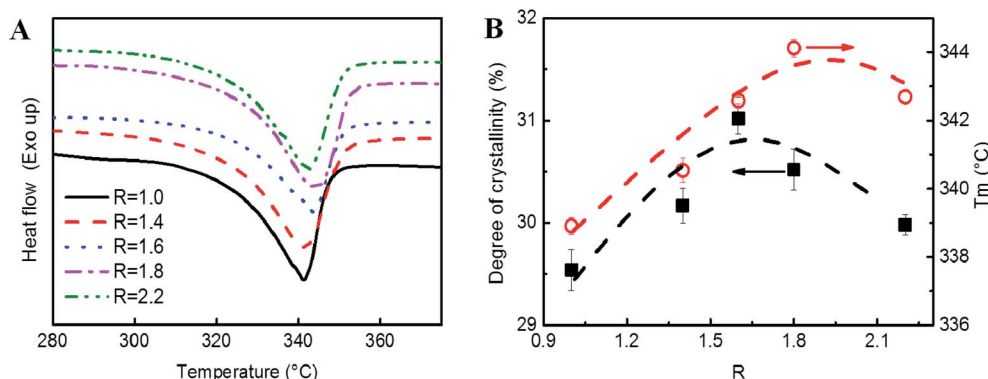 A
Heat flow (Exo up)
R=1.0
R=1.4
R=1.6
R=1.8
R=2.2
280 300 320 340 360
Temperature (°C)
B
Degree of crystallinity (%)
32
31
30
29
0.9 1.2 1.5 1.8 2.1
R
345
344
342
340
338
336
Tm (°C)